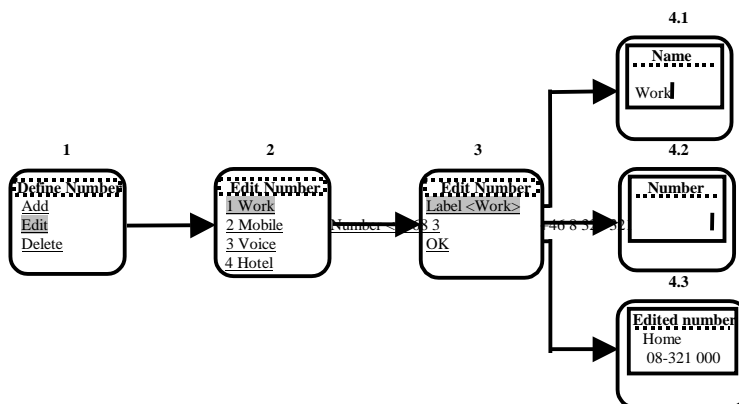 1
Define Number
Add
Edit
Delete
2
Edit Number
1 Work
2 Mobile
3 Voice
4 Hotel
3
Edit Number
Label <Work>
Number
OK
4.1
Name
Work
4.2
Number
4.3
Edited number
Home
08-321 000